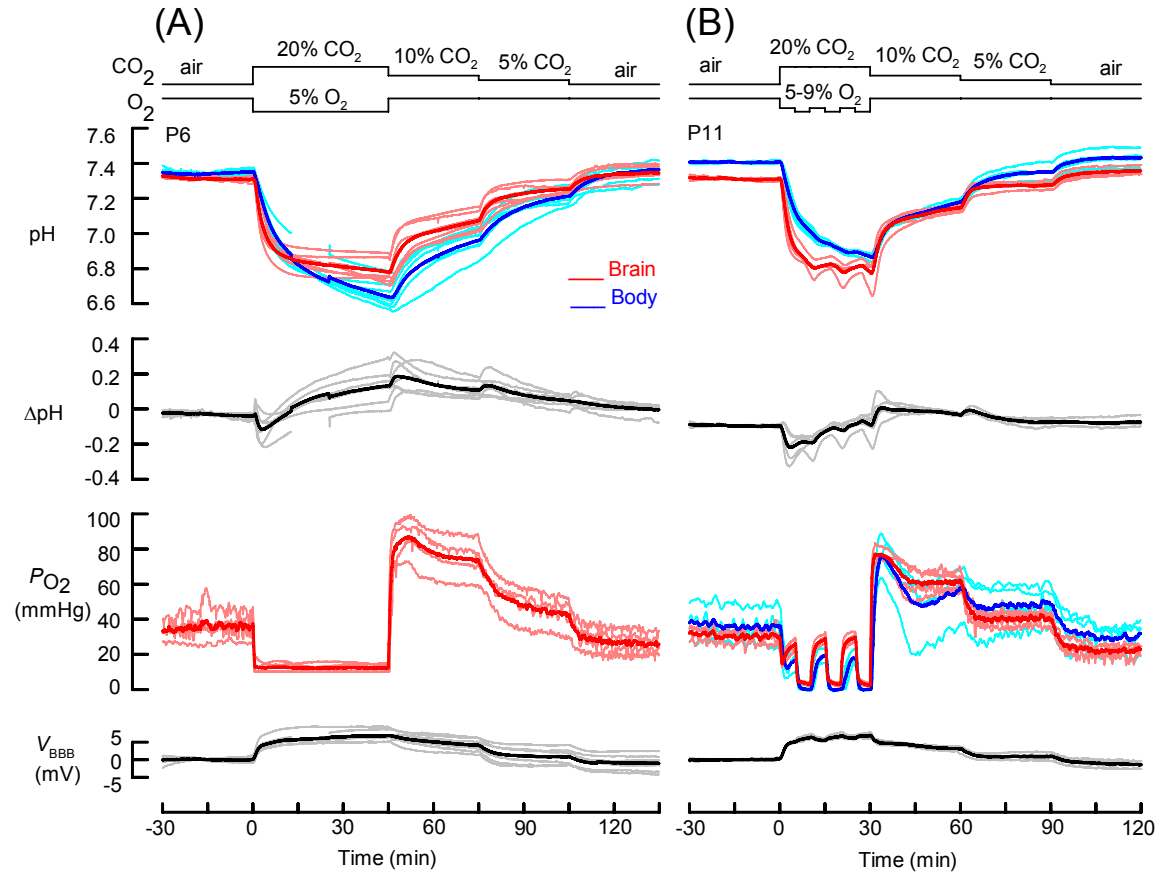 (A)
(B)
CO2
air
20% CO2
10% CO2
5% CO2
air
O2
5% O2
air
20% CO2
10% CO2
5% CO2
air
5-9% O2
P6
P11
pH
7.6
7.4
7.2
7.0
6.8
6.6
Brain
Body
ΔpH
0.4
0.2
0
-0.2
-0.4
PO2
(mmHg)
100
80
60
40
20
0
VBBB
(mV)
5
0
-5
-30
0
30
60
90
120
Time (min)
-30
0
30
60
90
120
Time (min)